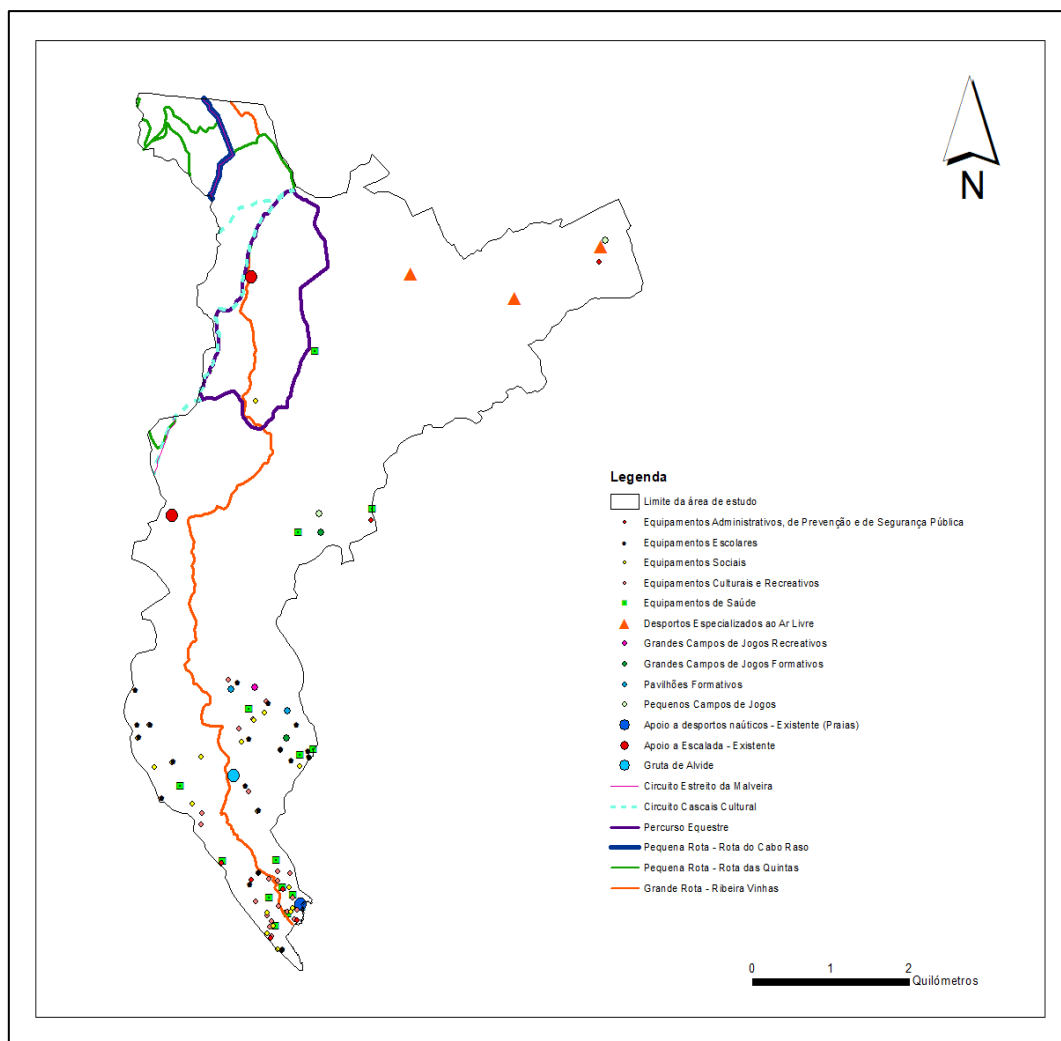 N
Legenda
Limite da área de estudo
Equipamentos Administrativos, de Prevenção e de Segurança Pública
Equipamentos Escolares
Equipamentos Sociais
Equipamentos Culturais e Recreativos
Equipamentos de Saúde
Desportos Especializados ao Ar Livre
Grandes Campos de Jogos Recreativos
Grandes Campos de Jogos Formativos
Pavilhões Formativos
Pequenos Campos de Jogos
Apoio a desportos naúticos - Existente (Praias)
Apoio a Escalada - Existente
Gruta de Alvide
Circuito Estreito da Malveira
Circuito Cascais Cultural
Percurso Equestre
Pequena Rota - Rota do Cabo Raso
Pequena Rota - Rota das Quintas
Grande Rota - Ribeira Vinhas
0 1 2
Quilómetros